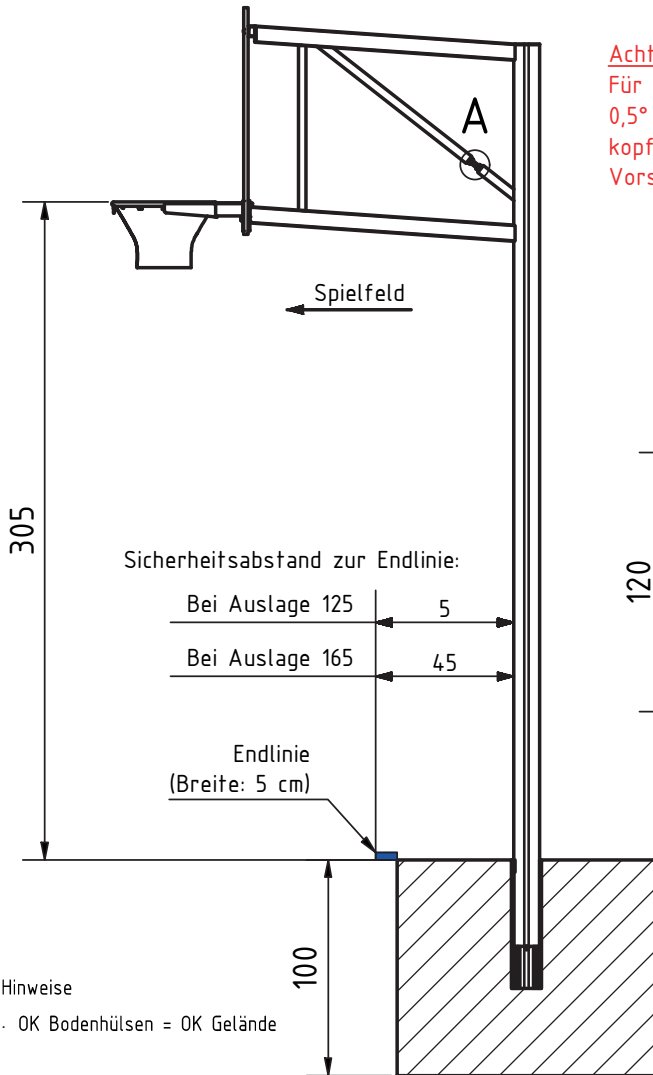 Acht
Für
0,5°
kopf
Vors
A
Spielfeld
305
Sicherheitsabstand zur Endlinie:
Bei Auslage 125 5
Bei Auslage 165 45
120
Endlinie
(Breite: 5 cm)
100
Hinweise
· OK Bodenhülsen = OK Gelände